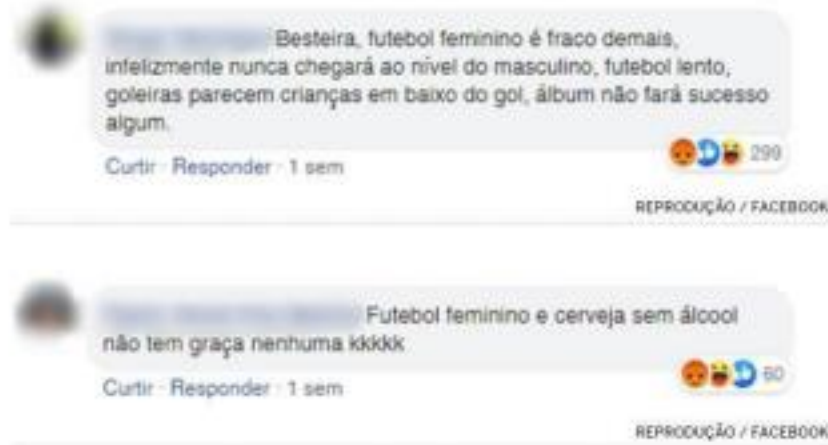 Besteira, futebol feminino é fraco demais,
infelizmente nunca chegará ao nível do masculino, futebol lento,
goleiras parecem crianças em baixo do gol, álbum não fará sucesso
algum.
299
Curtir · Responder · 1 sem
REPRODUÇÃO / FACEBOOK
Futebol feminino e cerveja sem álcool
não tem graça nenhuma kkkkk
60
Curtir · Responder · 1 sem
REPRODUÇÃO / FACEBOOK